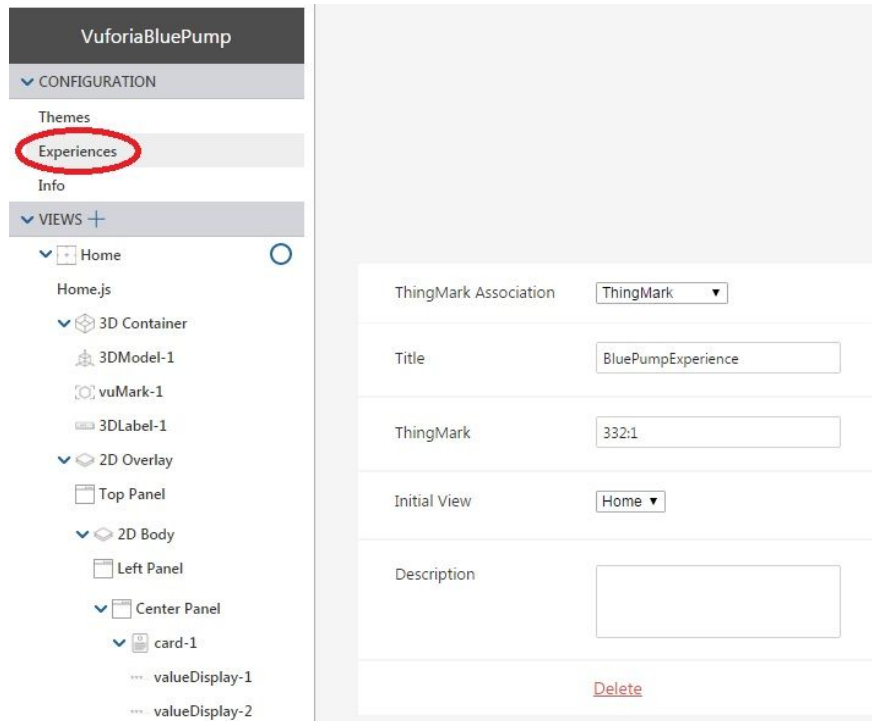 VuforiaBluePump
CONFIGURATION
Themes
Experiences
Info
VIEWS +
Home
Home.js
3D Container
3DModel-1
vuMark-1
3DLabel-1
2D Overlay
Top Panel
2D Body
Left Panel
Center Panel
card-1
valueDisplay-1
valueDisplay-2
ThingMark Association ThingMark
Title BluePumpExperience
ThingMark 332:1
Initial View Home
Description
Delete